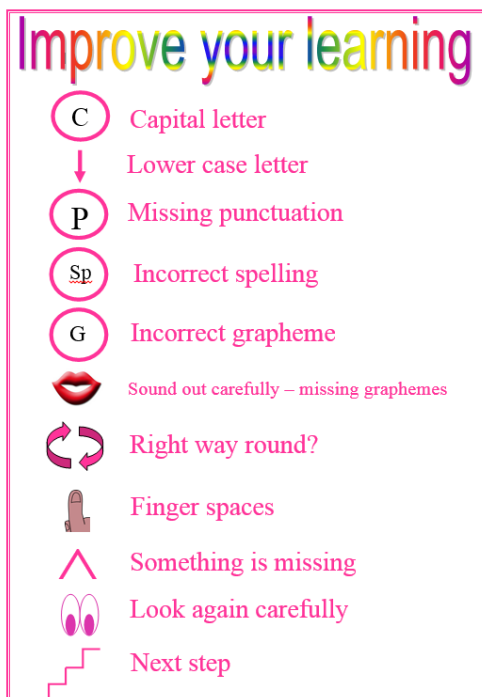 Improve your learning
C Capital letter
Lower case letter
P Missing punctuation
Sp Incorrect spelling
G Incorrect grapheme
Sound out carefully – missing graphemes
Right way round?
Finger spaces
Something is missing
Look again carefully
Next step